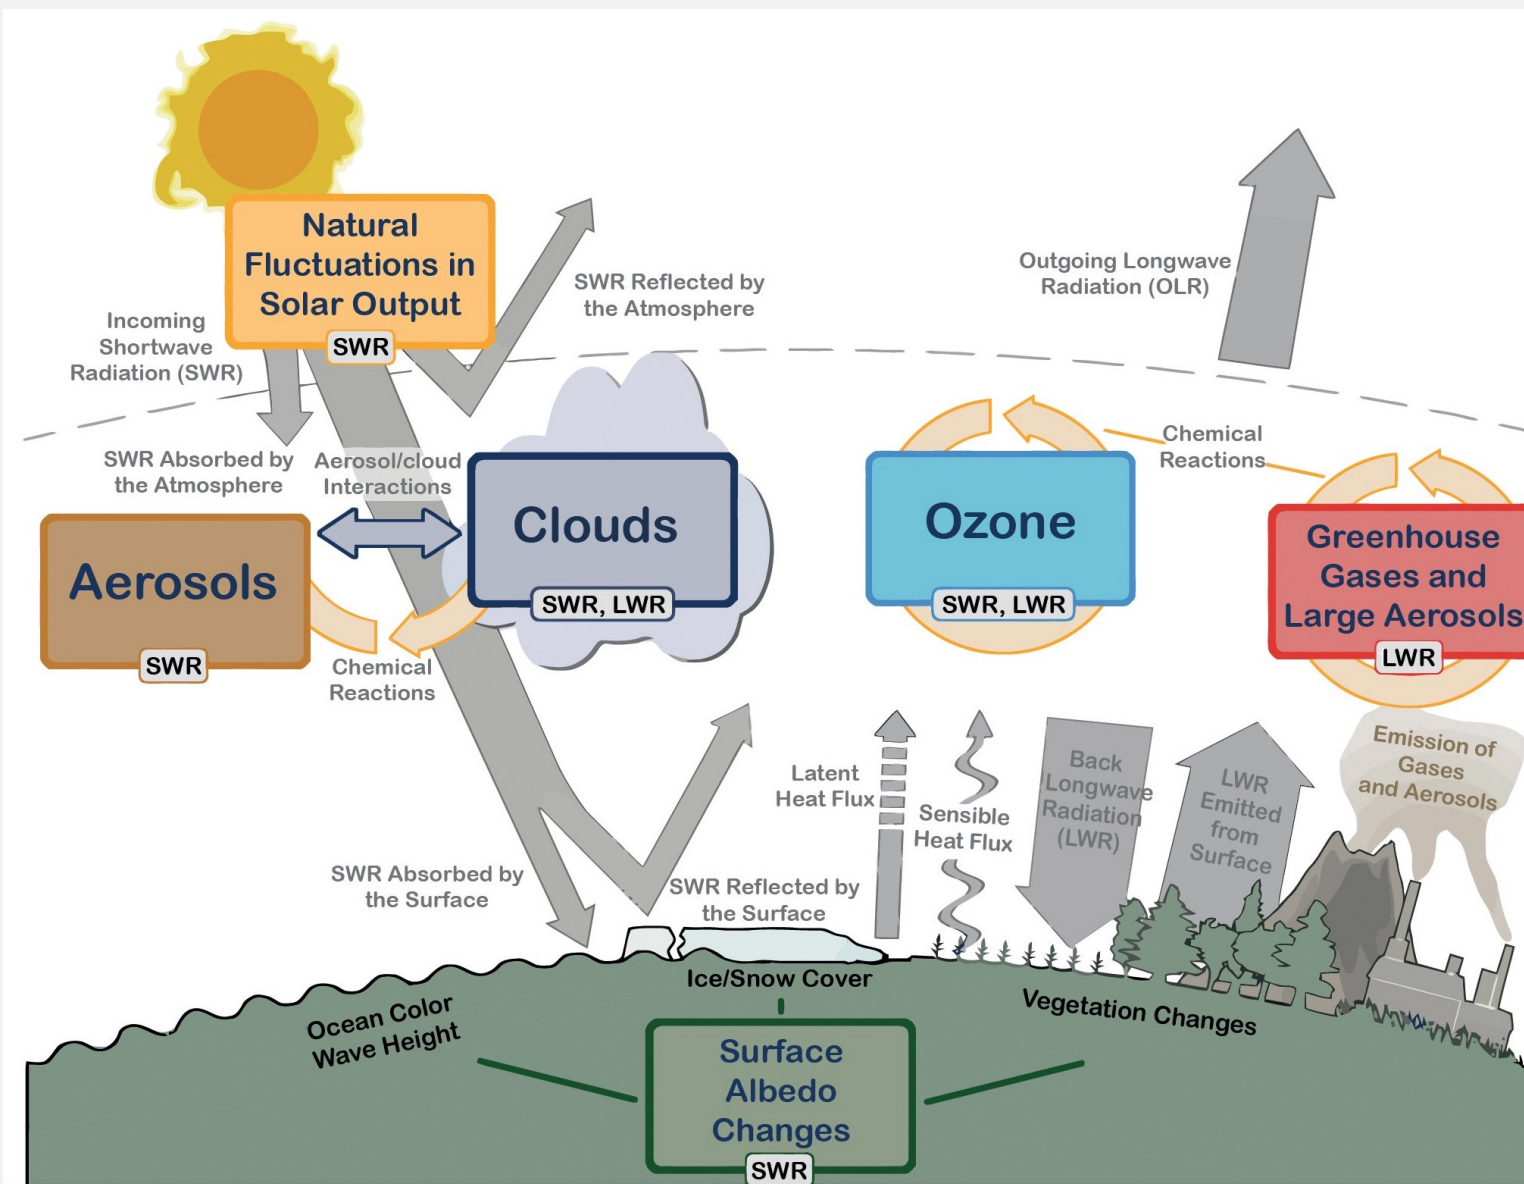 Natural
Fluctuations in
Solar Output
SWR
Incoming
Shortwave
Radiation (SWR)
SWR Reflected by
the Atmosphere
Outgoing Longwave
Radiation (OLR)
SWR Absorbed by
the Atmosphere
Aerosol/cloud
Interactions
Chemical
Reactions
Aerosols
SWR
Clouds
SWR, LWR
Ozone
SWR, LWR
Greenhouse
Gases and
Large Aerosols
LWR
Chemical
Reactions
Emission of
Gases
and Aerosols
Latent
Heat Flux
Sensible
Heat Flux
Back
Longwave
Radiation
(LWR)
LWR
Emitted
from
Surface
SWR Absorbed by
the Surface
SWR Reflected by
the Surface
Ice/Snow Cover
Ocean Color
Wave Height
Vegetation Changes
Surface
Albedo
Changes
SWR